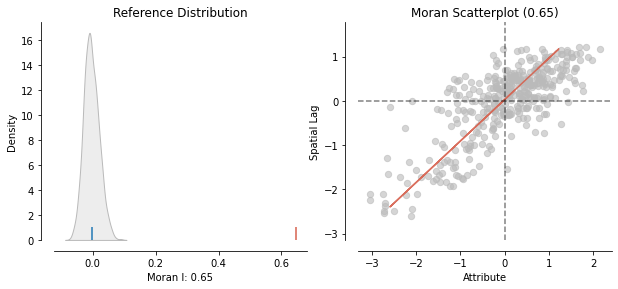 Reference Distribution
Moran Scatterplot (0.65)
16
14
12
10
8
6
4
2
0
Density
0.0 0.2 0.4 0.6
Moran I: 0.65
1
0
−1
−2
−3
Spatial Lag
−3 −2 −1 0 1 2
Attribute